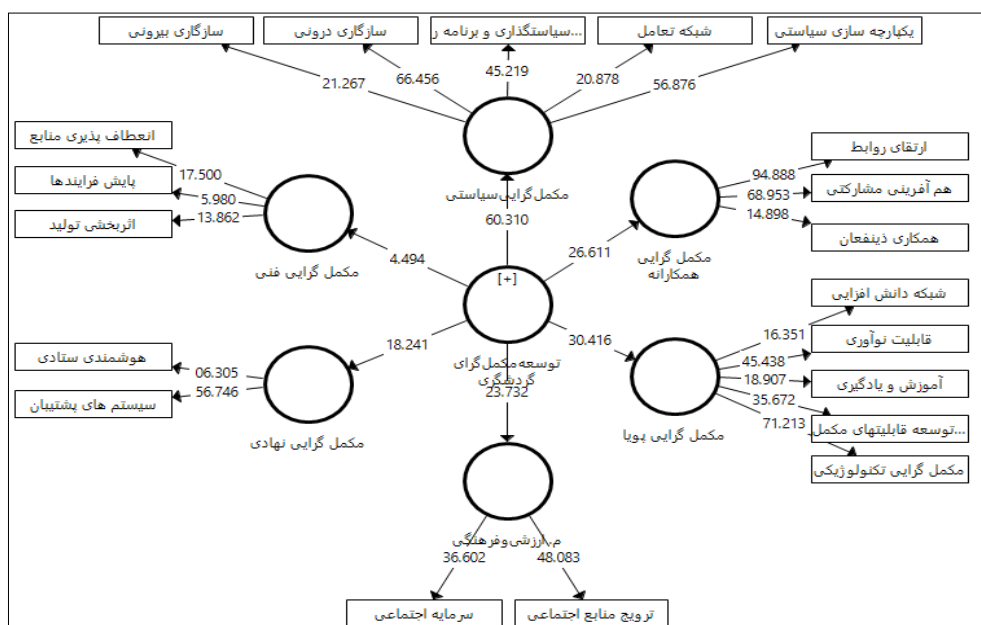 سازگاری بیرونی
سازگاری درونی
سیاستگذاری و برنامه ر...
شبکه تعامل
یکپارچه سازی سیاستی
21.267
66.456
45.219
20.878
56.876
انعطاف پذیری منابع
پایش فرایندها
اثربخشی تولید
17.500
5.980
13.862
مکمل گرایی فنی
مکمل گرایی سیاستی
60.310
ارتقای روابط
هم آفرینی مشارکتی
همکاری ذینفعان
94.888
68.953
14.898
مکمل گرایی
همکارانه
4.494
26.611
[+]
توسعه مکمل گرای
گردشگری
23.732
18.241
30.416
هوشمندی ستادی
سیستم های پشتیبان
06.305
56.746
مکمل گرایی نهادی
شبکه دانش افزایی
قابلیت نوآوری
آموزش و یادگیری
توسعه قابلیتهای مکمل...
مکمل گرایی تکنولوژیکی
16.351
45.438
18.907
35.672
71.213
مکمل گرایی پویا
م. ارزشی و فرهنگی
36.602
48.083
سرمایه اجتماعی
ترویج منابع اجتماعی